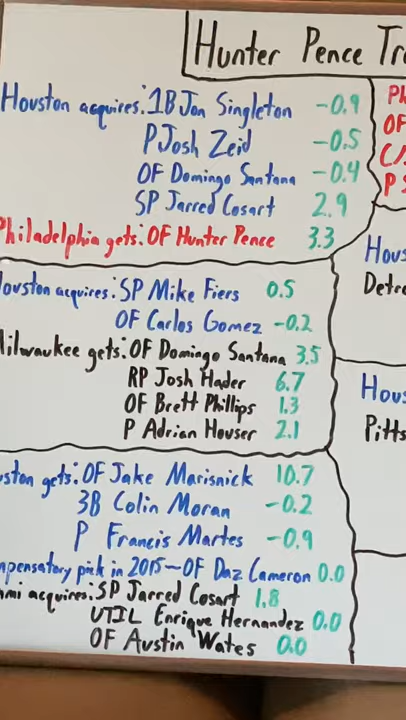 Hunter Pence Tr
Houston acquires: 1B Jon Singleton -0.9
P Josh Zeid -0.5
OF Domingo Santana -0.4
SP Jarred Cosart 2.9
Philadelphia gets: OF Hunter Pence 3.3
Houston acquires: SP Mike Fiers 0.5
OF Carlos Gomez -0.2
Milwaukee gets: OF Domingo Santana 3.5
RP Josh Hader 6.7
OF Brett Phillips 1.3
P Adrian Houser 2.1
ston gets: OF Jake Marisnick 10.7
3B Colin Moran -0.2
P Francis Martes -0.9
mpensatory pick in 2015-OF Daz Cameron 0.0
ami acquires: SP Jarred Cosart 1.8
UTIL Enrique Hernandez 0.0
OF Austin Wates 0.0
Ph
OF
C/
P S
Hous
Detro
Hous
Pitts